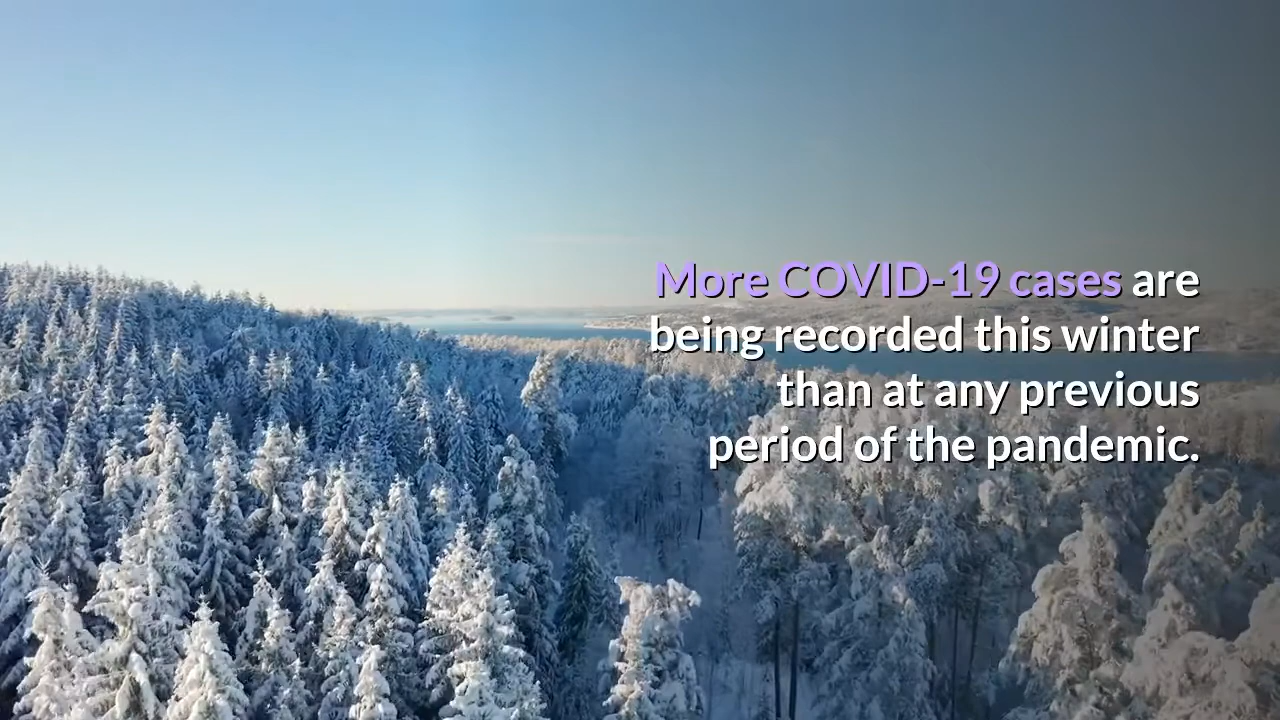 More COVID-19 cases are
being recorded this winter
than at any previous
period of the pandemic.